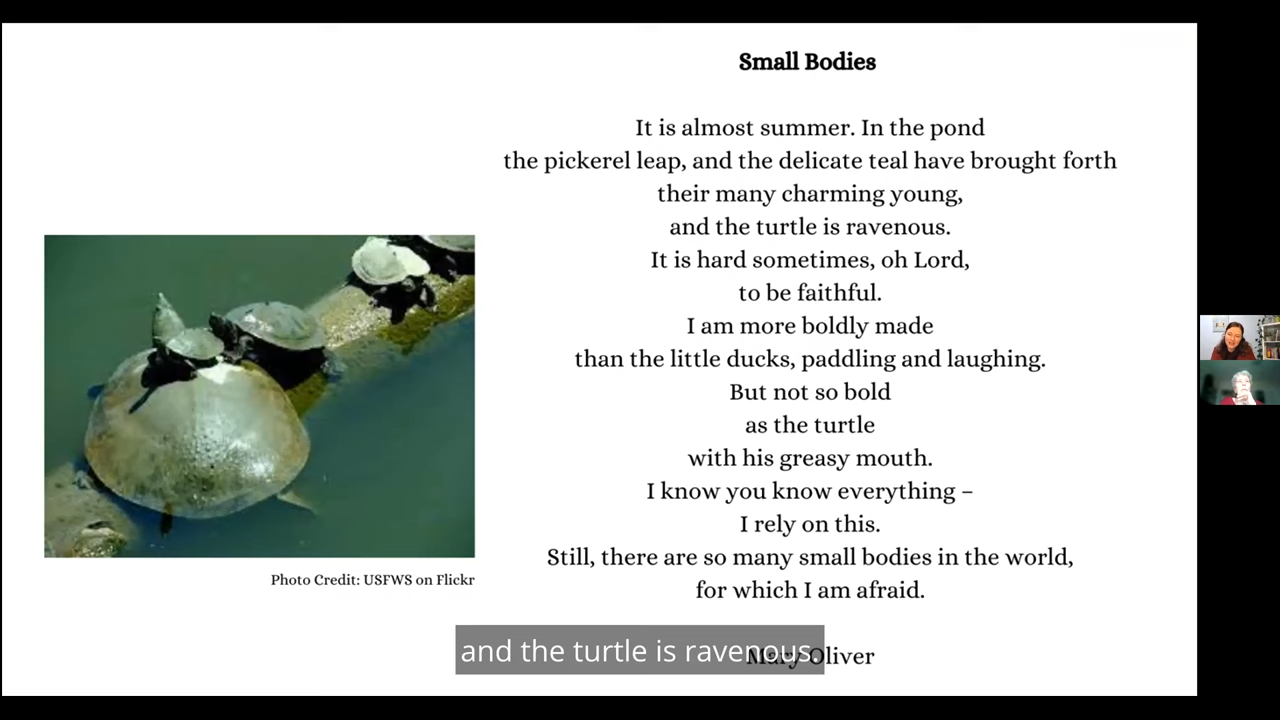 Small Bodies
It is almost summer. In the pond
the pickerel leap, and the delicate teal have brought forth
their many charming young,
and the turtle is ravenous.
It is hard sometimes, oh Lord,
to be faithful.
I am more boldly made
than the little ducks, paddling and laughing.
But not so bold
as the turtle
with his greasy mouth.
I know you know everything –
I rely on this.
Still, there are so many small bodies in the world,
for which I am afraid.
Photo Credit: USFWS on Flickr
and the turtle is ravenous.
Mary Oliver